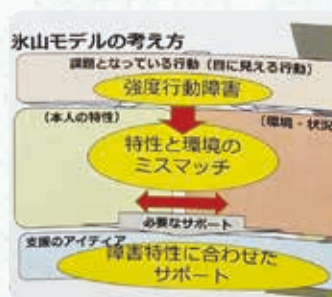 氷山モデルの考え方
課題となっている行動(目に見える行動)
強度行動障害
(本人の特性)
(環境・状況
特性と環境の
ミスマッチ
必要なサポート
支援のアイディア
障害特性に合わせた
サポート